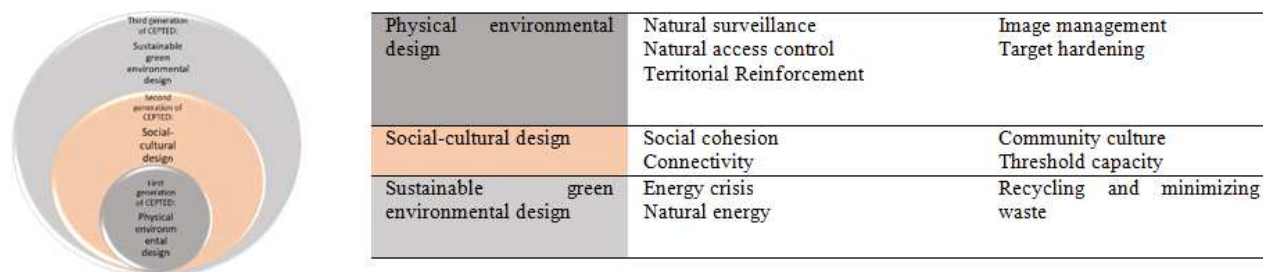 Third generation
of CEPTED:
Sustainable
green
environmental
design
Second
generation of
CEPTED:
Social-
cultural
design
First
generation
of CEPTED:
Physical
environm
ental
design
Physical environmental
design
Natural surveillance
Natural access control
Territorial Reinforcement
Image management
Target hardening
Social-cultural design
Social cohesion
Connectivity
Community culture
Threshold capacity
Sustainable green
environmental design
Energy crisis
Natural energy
Recycling and minimizing
waste